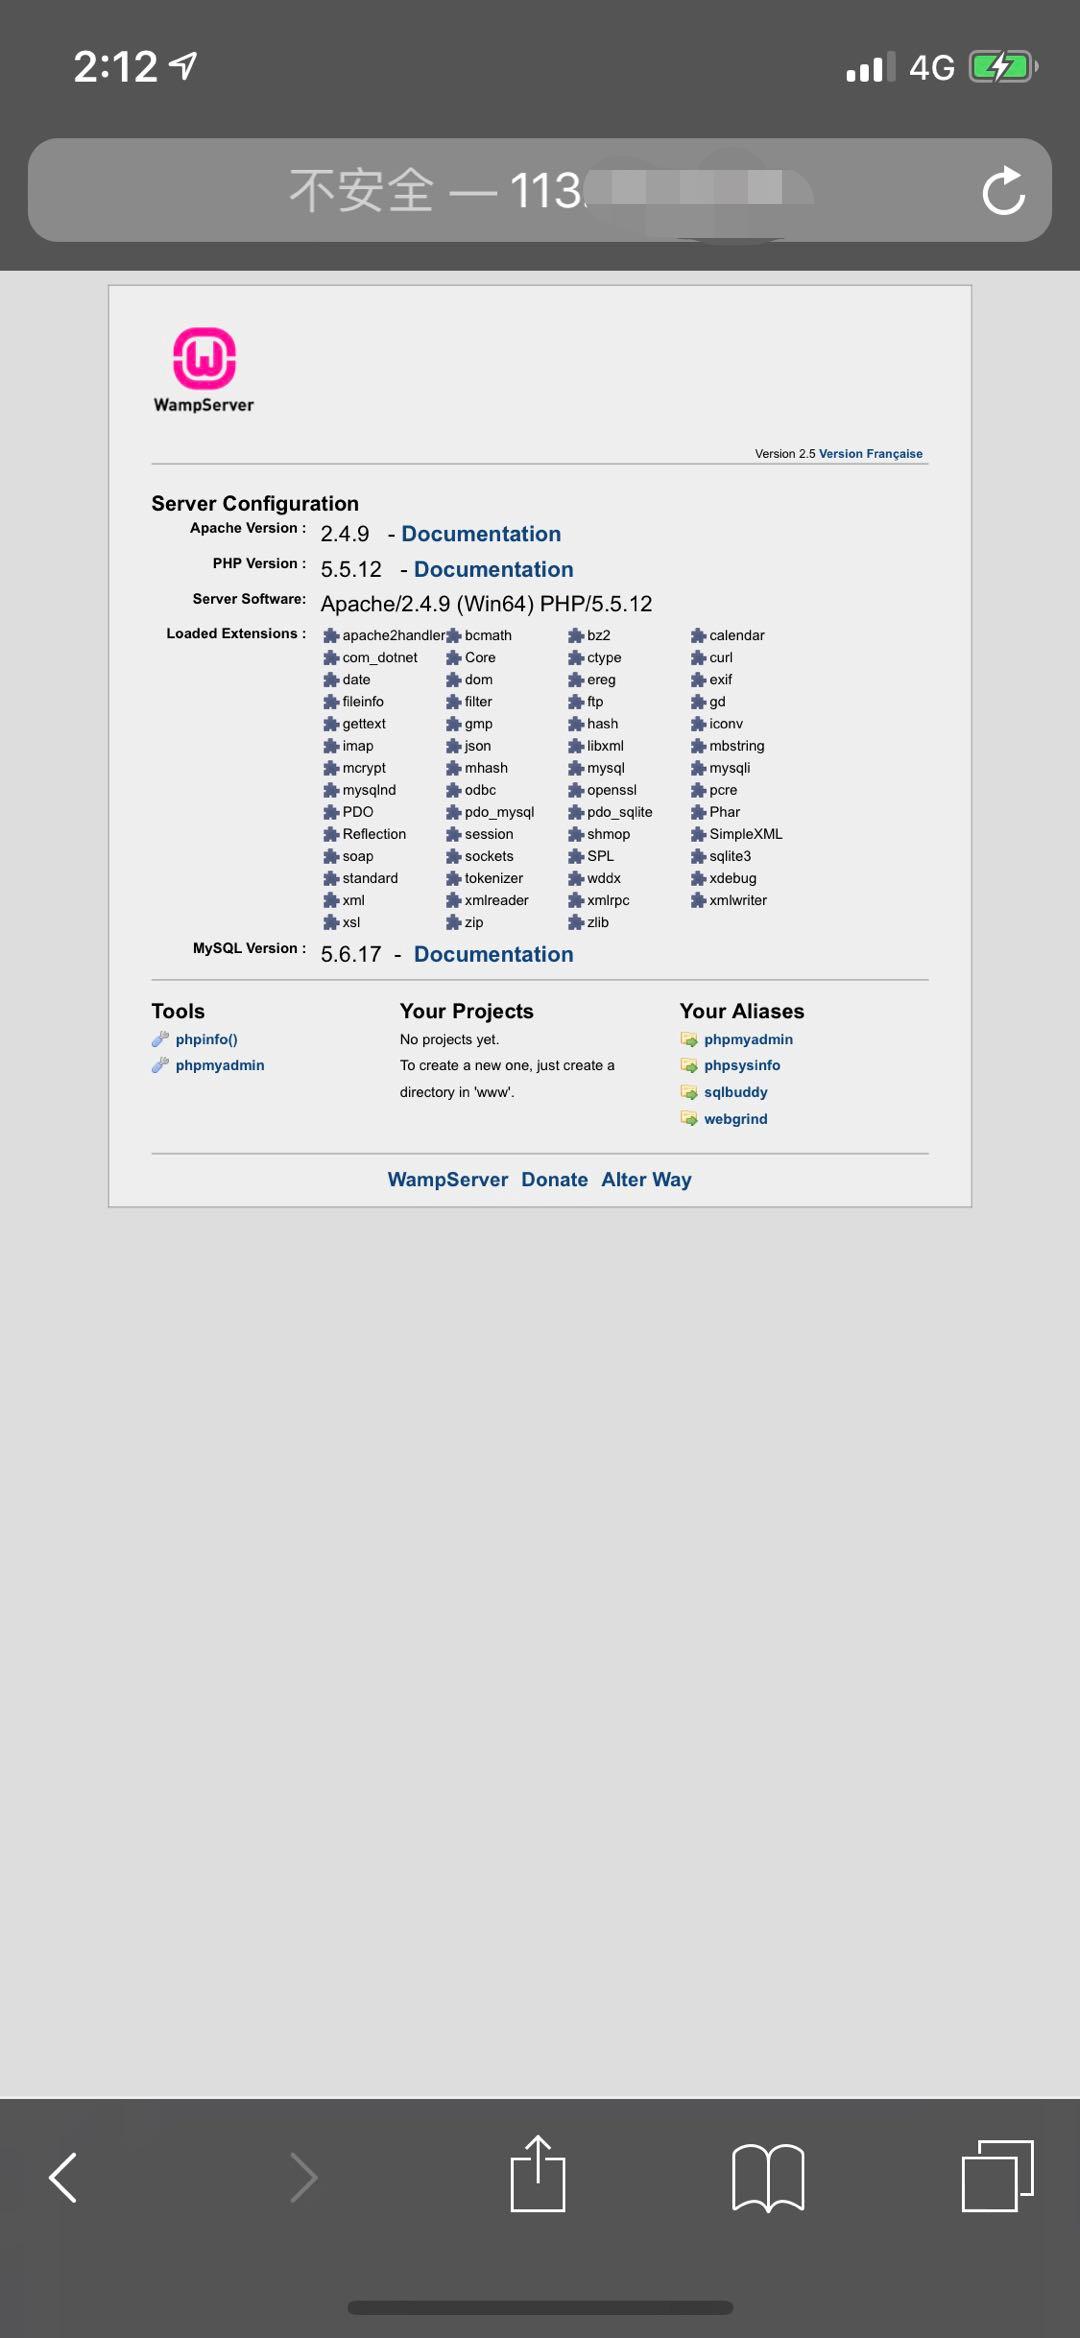 2:12
4G
不安全 — 113.
WampServer
Version 2.5 Version Française
Server Configuration
Apache Version : 2.4.9 - Documentation
PHP Version : 5.5.12 - Documentation
Server Software: Apache/2.4.9 (Win64) PHP/5.5.12
Loaded Extensions : apache2handler bcmath bz2 calendar
com_dotnet Core ctype curl
date dom ereg exif
fileinfo filter ftp gd
gettext gmp hash iconv
imap json libxml mbstring
mcrypt mhash mysql mysqli
mysqlnd odbc openssl pcre
PDO pdo_mysql pdo_sqlite Phar
Reflection session shmop SimpleXML
soap sockets SPL sqlite3
standard tokenizer wddx xdebug
xml xmlreader xmlrpc xmlwriter
xsl zip zlib
MySQL Version : 5.6.17 - Documentation
Tools
phpinfo()
phpmyadmin
Your Projects
No projects yet.
To create a new one, just create a
directory in 'www'.
Your Aliases
phpmyadmin
phpsysinfo
sqlbuddy
webgrind
WampServer Donate Alter Way